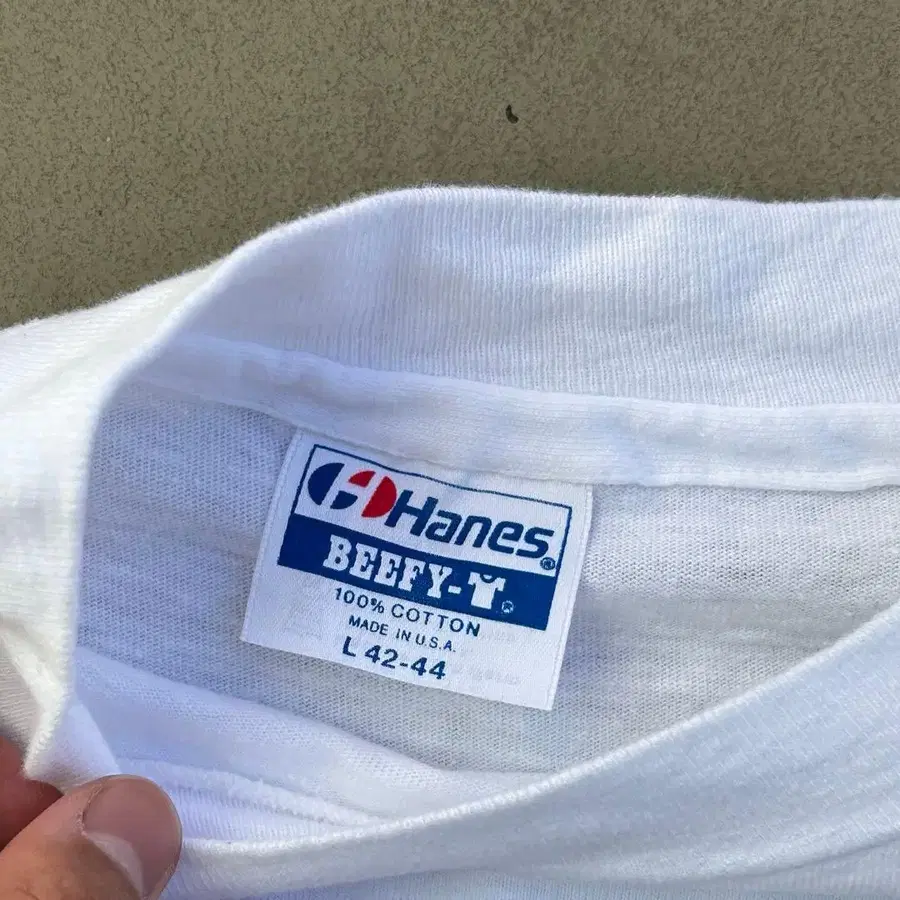 Hanes®
BEEFY-T®
100% COTTON
MADE IN U.S.A.
L 42-44